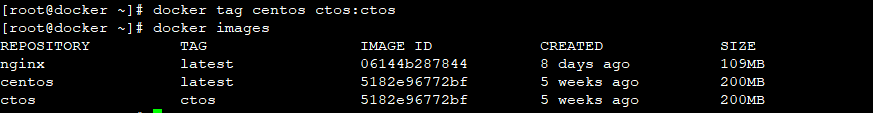 [root@docker ~]# docker tag centos ctos:ctos
[root@docker ~]# docker images
REPOSITORY TAG IMAGE ID CREATED SIZE
nginx latest 06144b287844 8 days ago 109MB
centos latest 5182e96772bf 5 weeks ago 200MB
ctos ctos 5182e96772bf 5 weeks ago 200MB